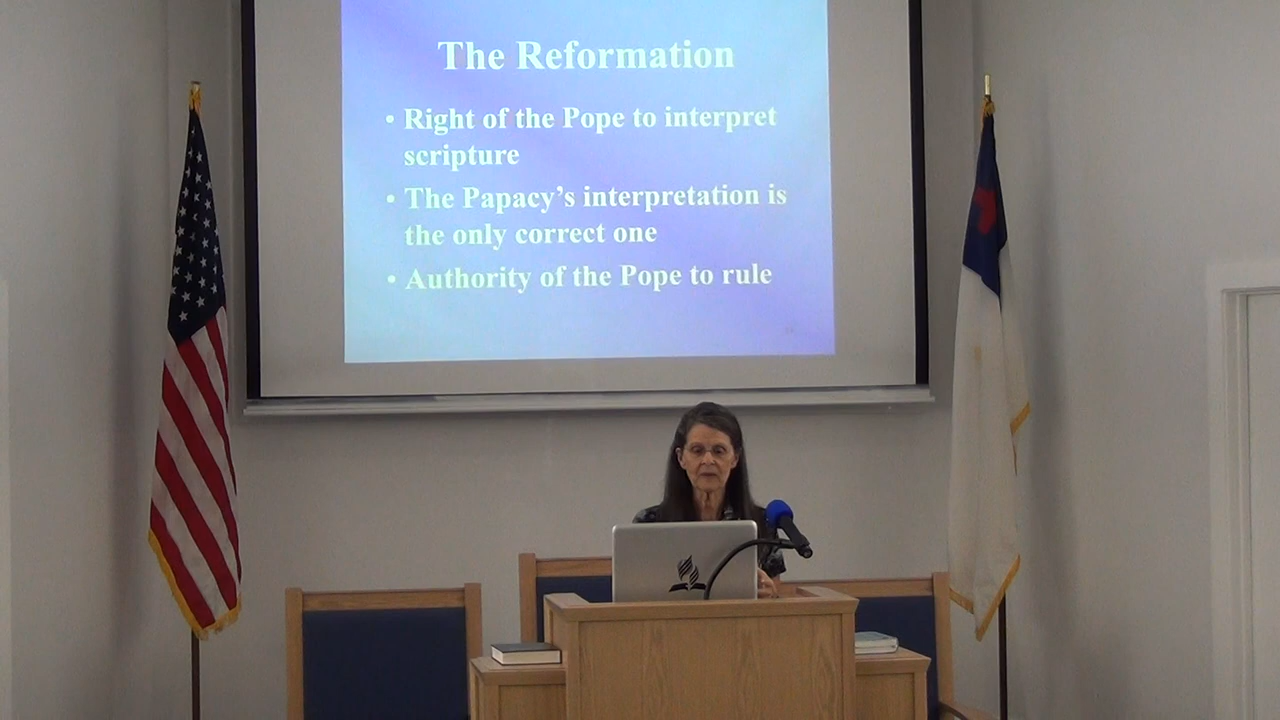 The Reformation
• Right of the Pope to interpret
scripture
• The Papacy's interpretation is
the only correct one
• Authority of the Pope to rule